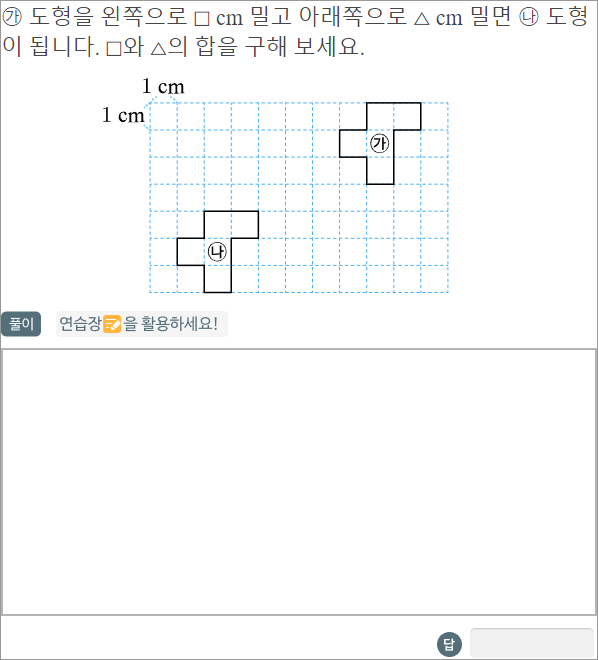 ㉮ 도형을 왼쪽으로 □ cm 밀고 아래쪽으로 △ cm 밀면 ㉯ 도형
이 됩니다. □와 △의 합을 구해 보세요.
1 cm
1 cm
㉮
㉯
풀이 연습장을 활용하세요!
답